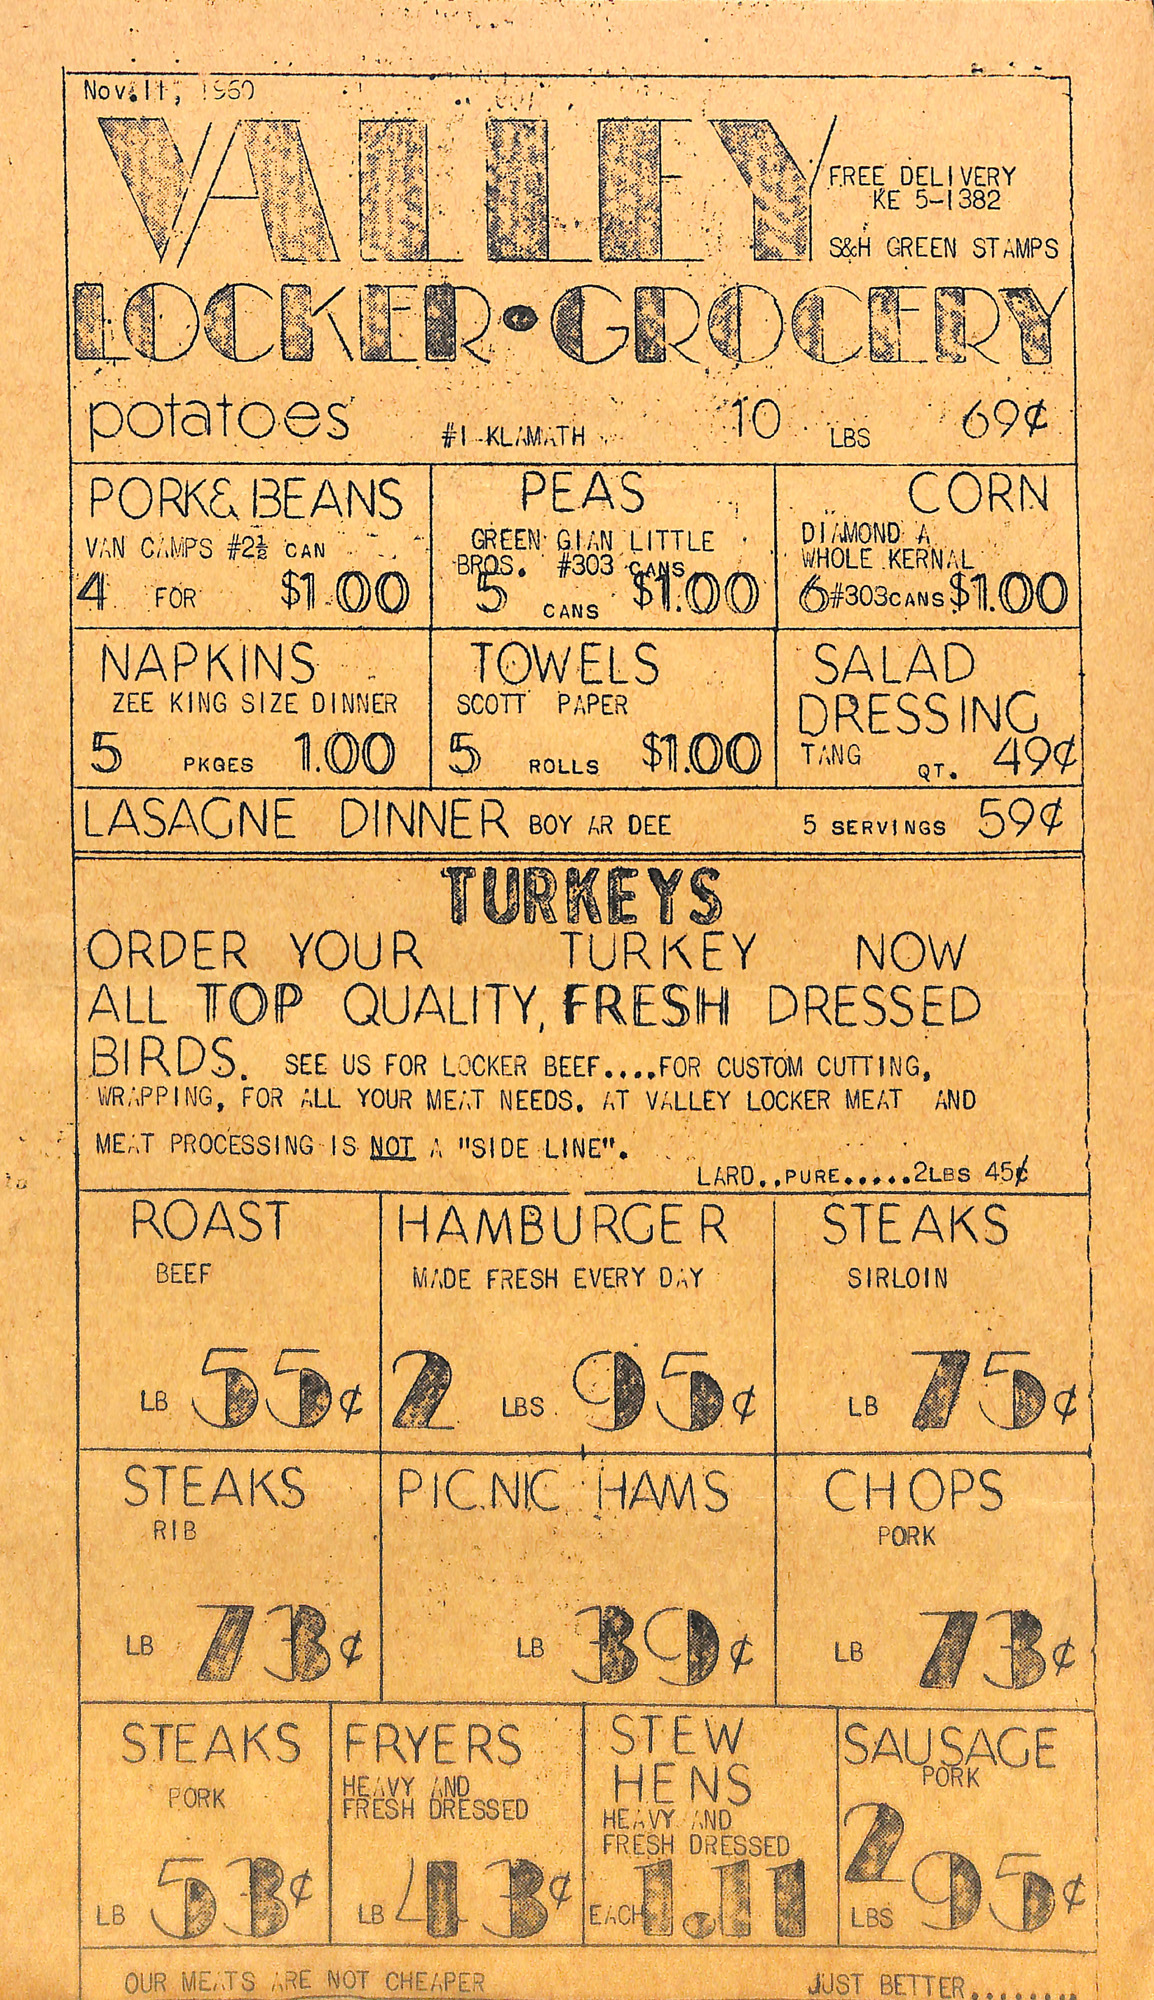 Nov. 11, 1960
VALLEY
FREE DELIVERY
KE 5-1382
S&H GREEN STAMPS
LOCKER • GROCERY
potatoes #1 KLAMATH 10 LBS 69¢
PORK & BEANS
VAN CAMPS #2½ CAN
4 FOR $1.00
PEAS
GREEN GIAN LITTLE
BROS. #303 CANS
5 CANS $1.00
CORN
DIAMOND A
WHOLE KERNAL
6 #303 CANS $1.00
NAPKINS
ZEE KING SIZE DINNER
5 PKGES 1.00
TOWELS
SCOTT PAPER
5 ROLLS $1.00
SALAD
DRESSING
TANG QT. 49¢
LASAGNE DINNER BOY AR DEE 5 SERVINGS 59¢
TURKEYS
ORDER YOUR TURKEY NOW
ALL TOP QUALITY, FRESH DRESSED
BIRDS. SEE US FOR LOCKER BEEF....FOR CUSTOM CUTTING,
WRAPPING, FOR ALL YOUR MEAT NEEDS. AT VALLEY LOCKER MEAT AND
MEAT PROCESSING IS NOT A "SIDE LINE".
LARD..PURE.....2LBS 45¢
ROAST
BEEF
LB 55¢
HAMBURGER
MADE FRESH EVERY DAY
2 LBS. 95¢
STEAKS
SIRLOIN
LB 75¢
STEAKS
RIB
LB 73¢
PICNIC HAMS
LB 39¢
CHOPS
PORK
LB 73¢
STEAKS
PORK
LB 53¢
FRYERS
HEAVY AND
FRESH DRESSED
LB 43¢
STEW
HENS
HEAVY AND
FRESH DRESSED
EACH 1.11
SAUSAGE
PORK
2 LBS 95¢
OUR MEATS ARE NOT CHEAPER JUST BETTER........